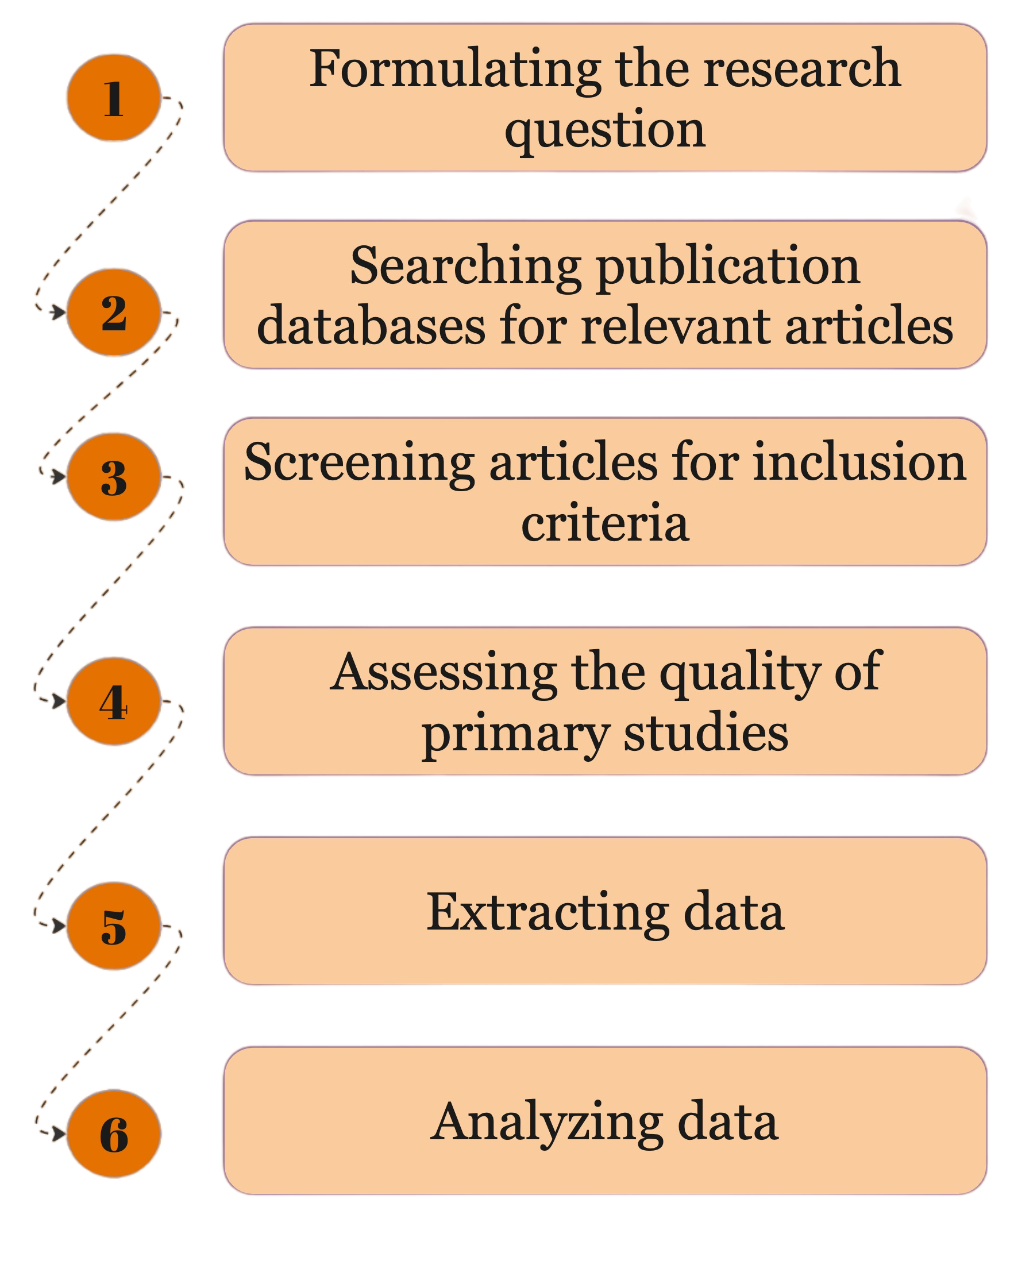 1
Formulating the research
question
2
Searching publication
databases for relevant articles
3
Screening articles for inclusion
criteria
4
Assessing the quality of
primary studies
5
Extracting data
6
Analyzing data